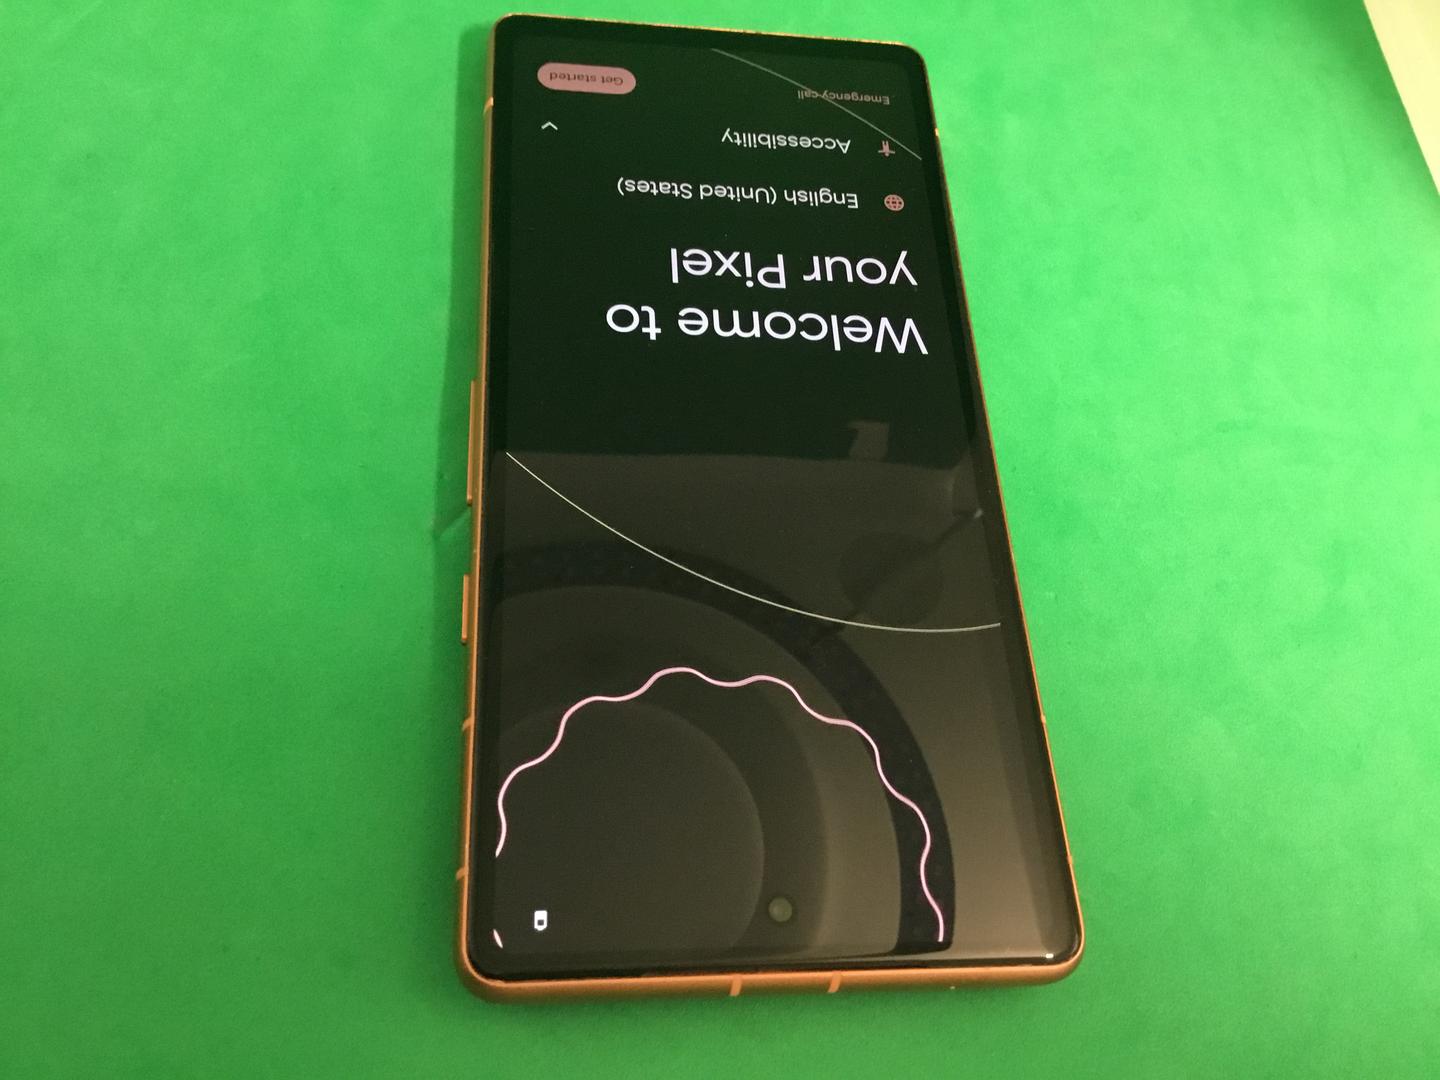 Welcome to
your Pixel
English (United States)
Accessibility
Emergency call
Get started